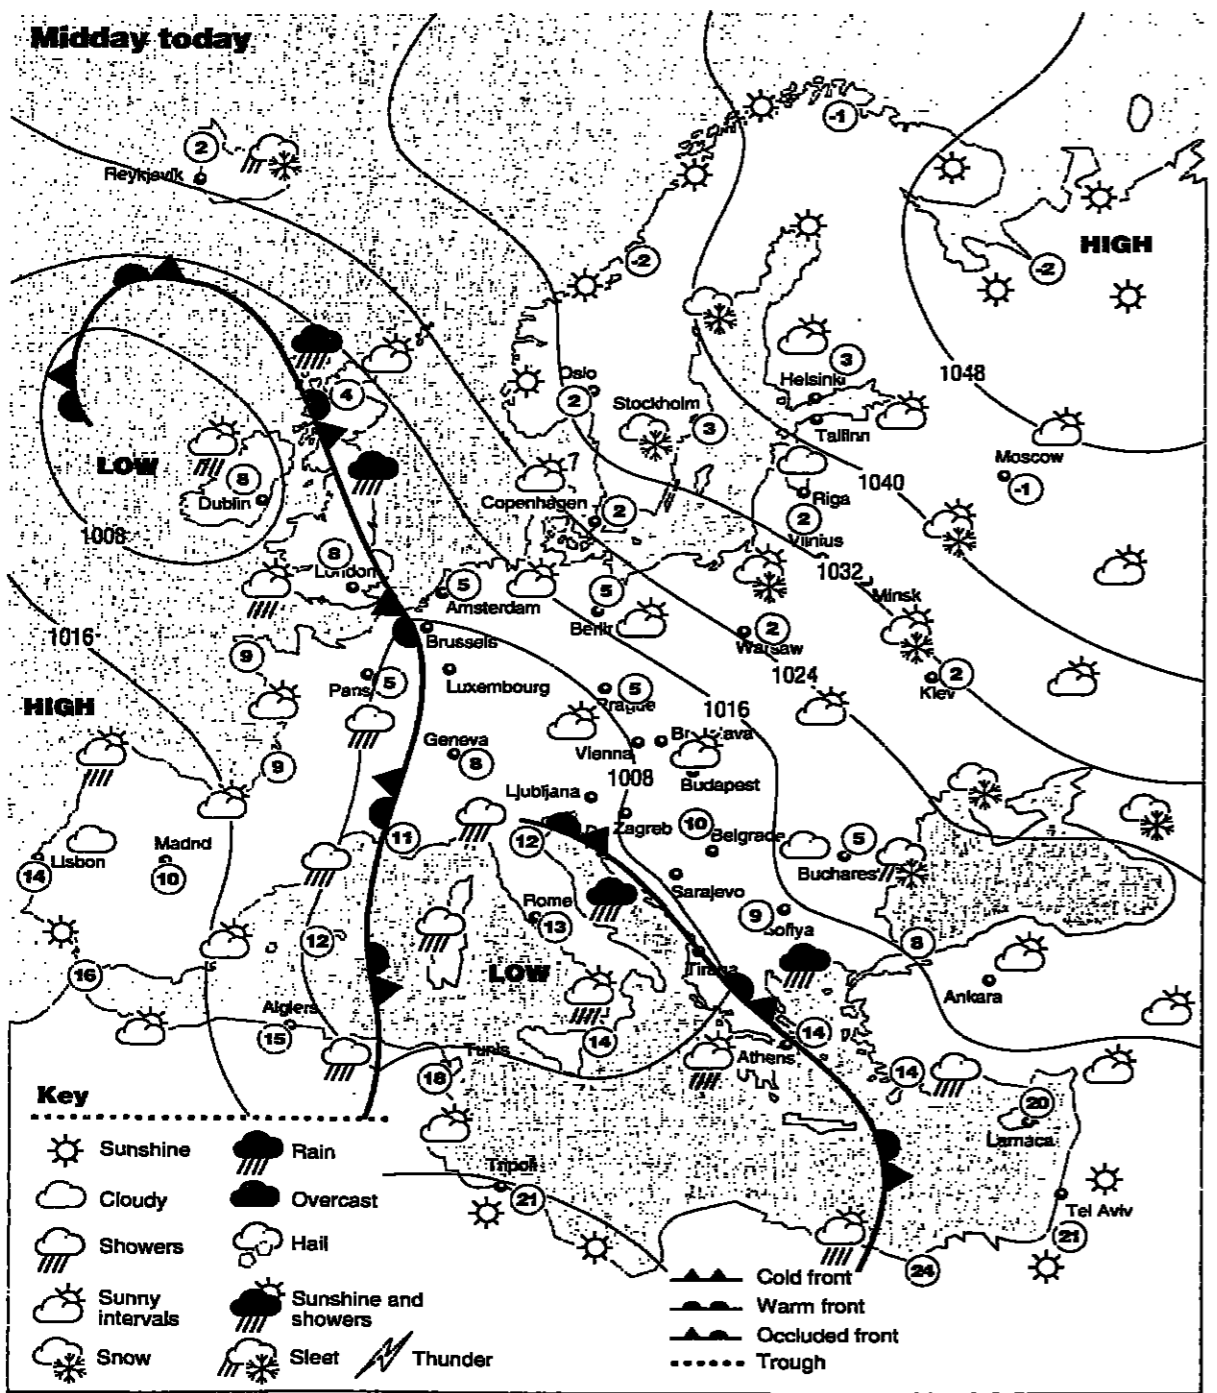 Midday today
-1
2
Reykjavik
HIGH
-2
-2
3
1048
Oslo
2
4
Helsinki
Stockholm
3
Tallinn
LOW
Moscow
-1
1040
8
Dublin
Copenhagen
2
Riga
2
Vilnius
1008
8
London
5
Amsterdam
5
Berlin
1032
Minsk
1016
Brussels
2
Warsaw
9
Paris
5
Luxembourg
1024
2
Kiev
HIGH
5
Prague
1016
Geneva
8
Vienna
9
1008
Budapest
Ljubljana
11
12
Zagreb
10
Belgrade
5
Lisbon
14
Madrid
10
Buchares
Sarajevo
Rome
13
9
Sofiya
12
8
16
LOW
Tirana
Ankara
Algiers
15
14
14
Athens
Tunis
18
14
20
Larnaca
Tripoli
21
Tel Aviv
21
24
Key
Sunshine
Rain
Cloudy
Overcast
Showers
Hail
Sunny
intervals
Sunshine and
showers
Snow
Sleet
Thunder
Cold front
Warm front
Occluded front
Trough